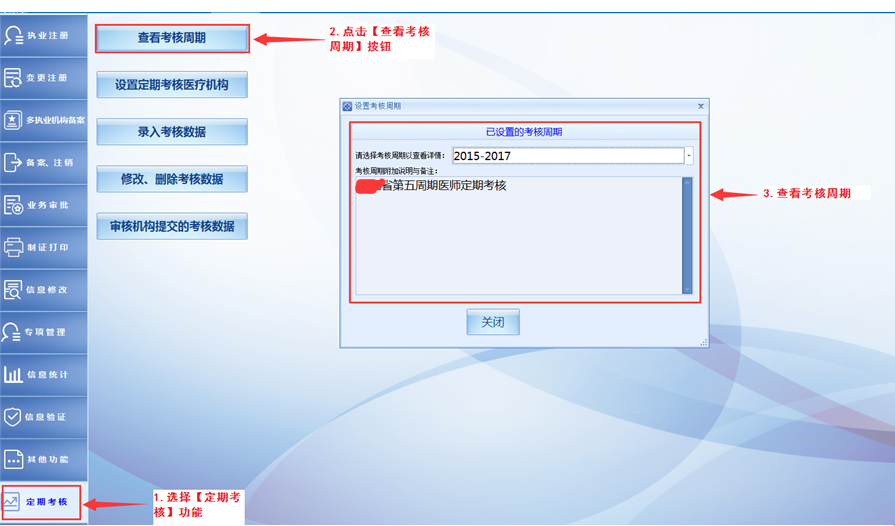 执业注册
变更注册
多执业机构备案
备案、注销
业务审批
制证打印
信息修改
专项管理
信息统计
信息验证
其他功能
定期考核
查看考核周期
设置定期考核医疗机构
录入考核数据
修改、删除考核数据
审核机构提交的考核数据
2.点击【查看考核
周期】按钮
设置考核周期
已设置的考核周期
请选择考核周期以查看详情：
2015-2017
考核周期附加说明与备注：
省第五周期医师定期考核
关闭
3.查看考核周期
1.选择【定期考
核】功能